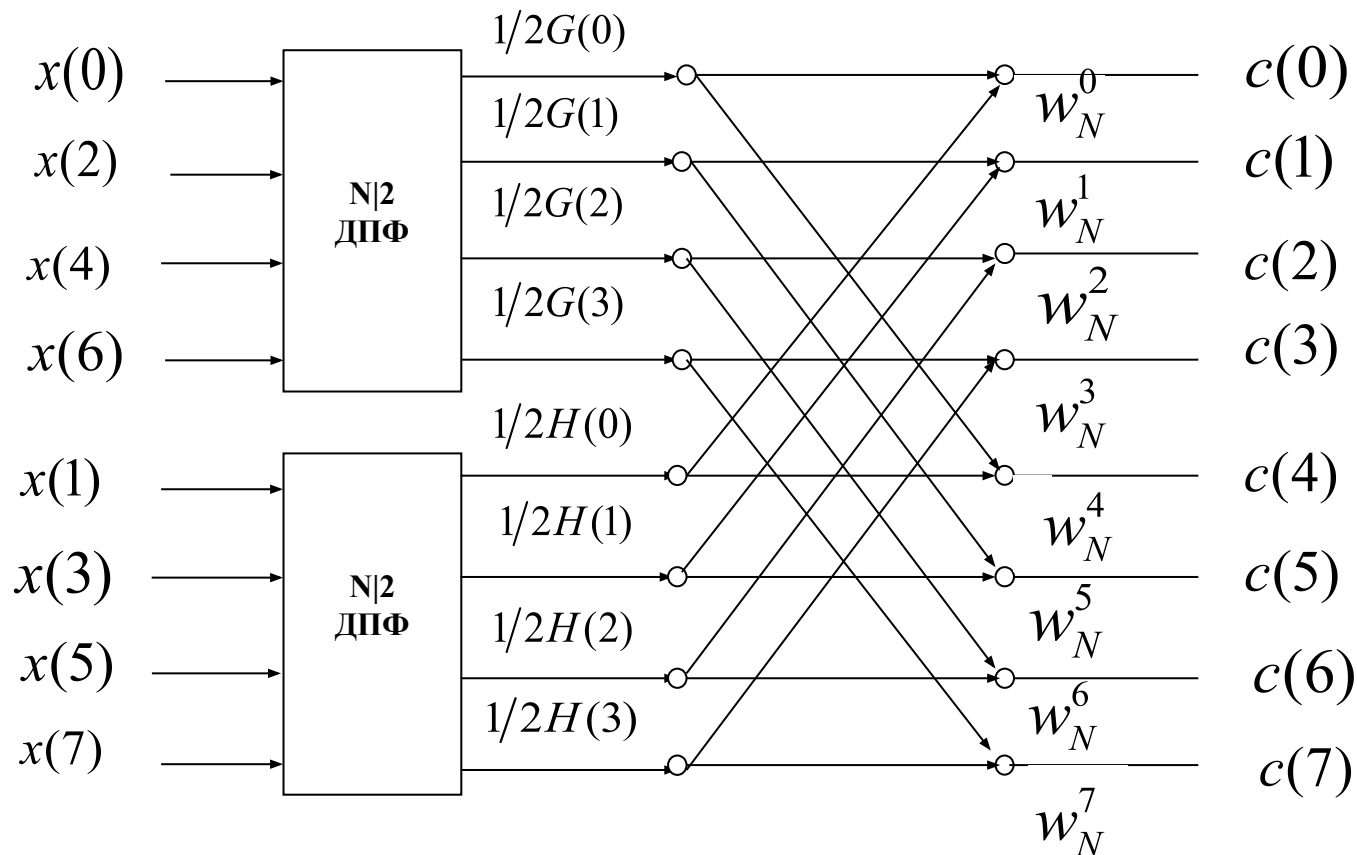 x(0)
x(2)
x(4)
x(6)
x(1)
x(3)
x(5)
x(7)
N|2
ДПФ
N|2
ДПФ
1/2G(0)
1/2G(1)
1/2G(2)
1/2G(3)
1/2H(0)
1/2H(1)
1/2H(2)
1/2H(3)
w_N^0
w_N^1
w_N^2
w_N^3
w_N^4
w_N^5
w_N^6
w_N^7
c(0)
c(1)
c(2)
c(3)
c(4)
c(5)
c(6)
c(7)